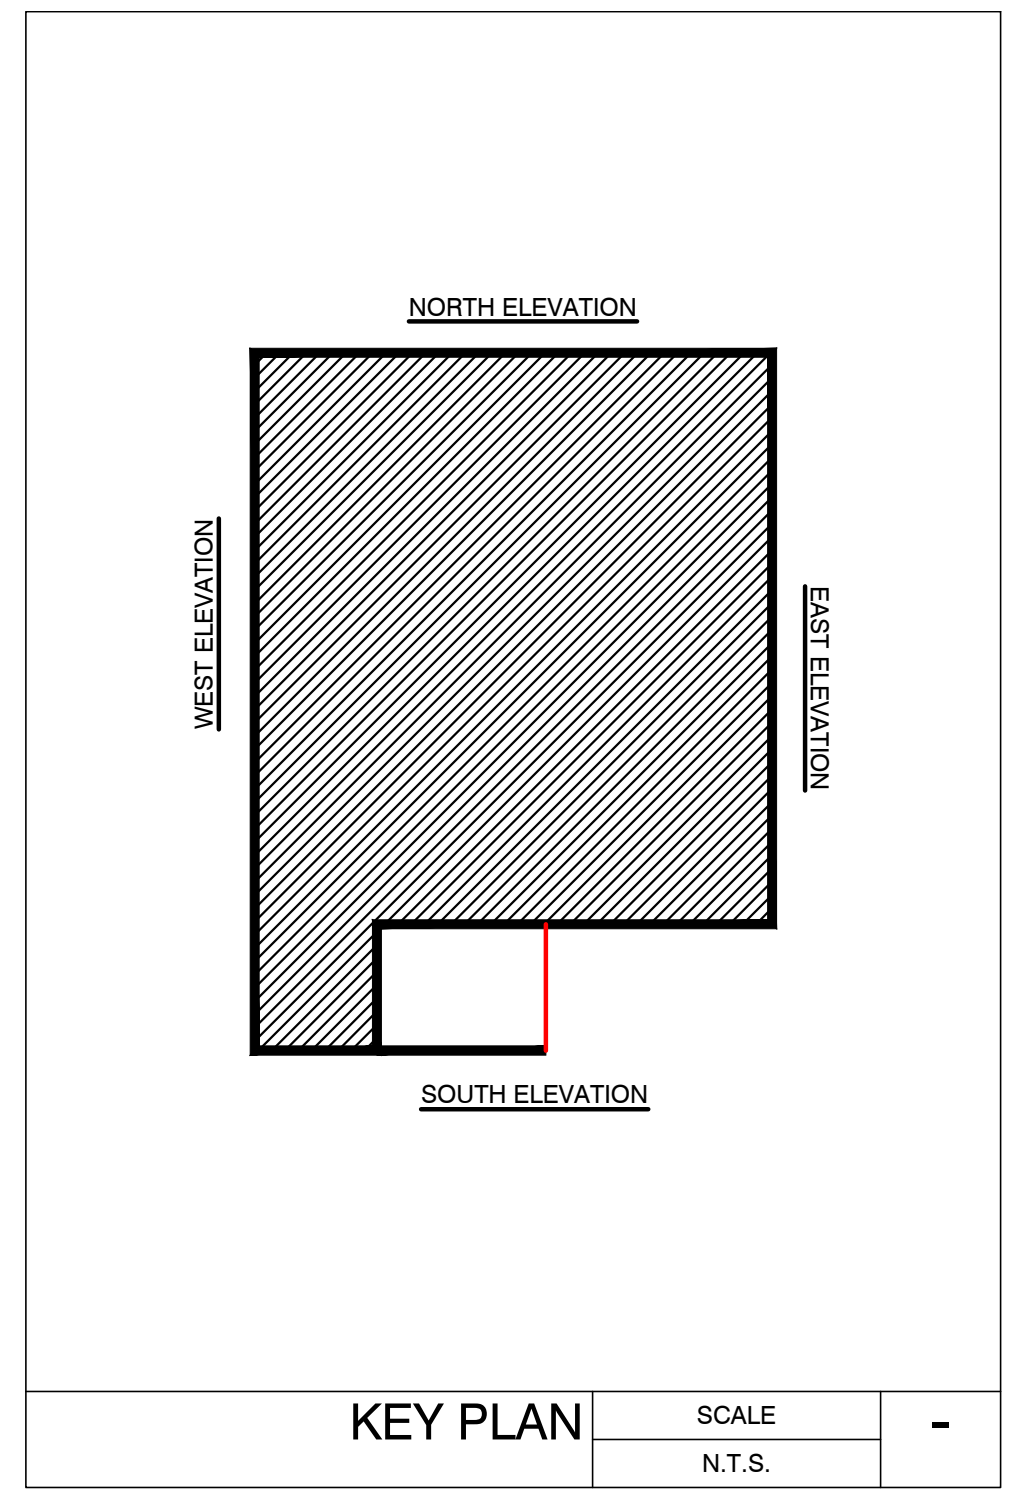 NORTH ELEVATION
WEST ELEVATION
EAST ELEVATION
SOUTH ELEVATION
KEY PLAN
SCALE
N.T.S.
-